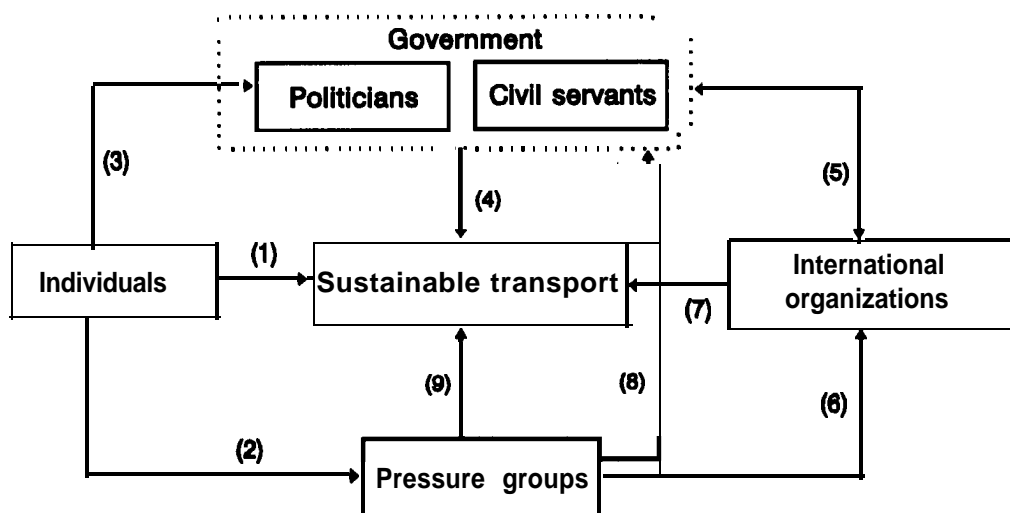 Government
Politicians
Civil servants
(3)
(4)
(5)
(1)
Individuals
Sustainable transport
International
organizations
(7)
(9)
(8)
(6)
(2)
Pressure groups